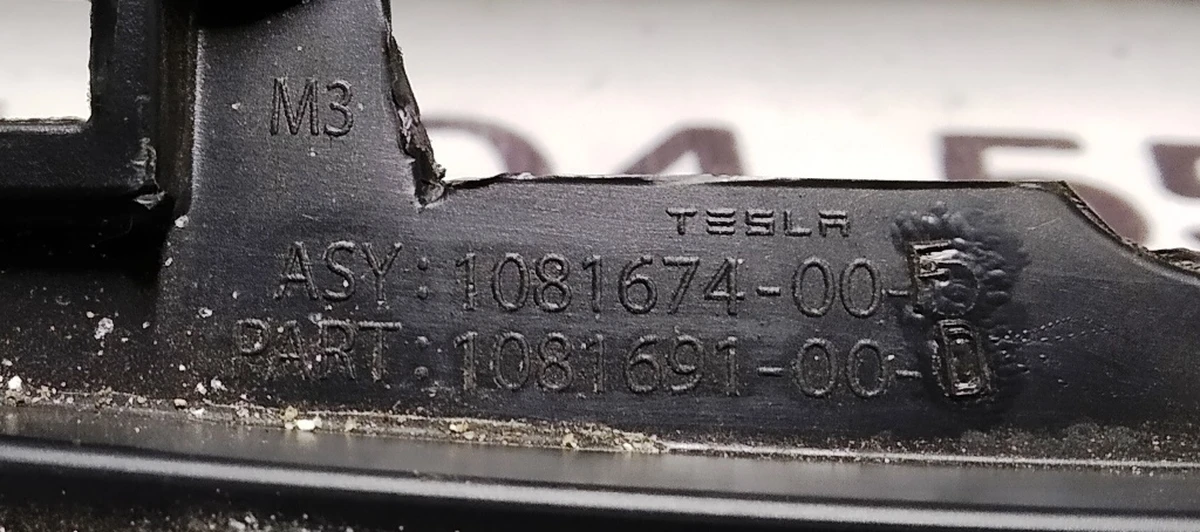 M3
TESLA
ASY: 1081674-00-
PART: 1081691-00-